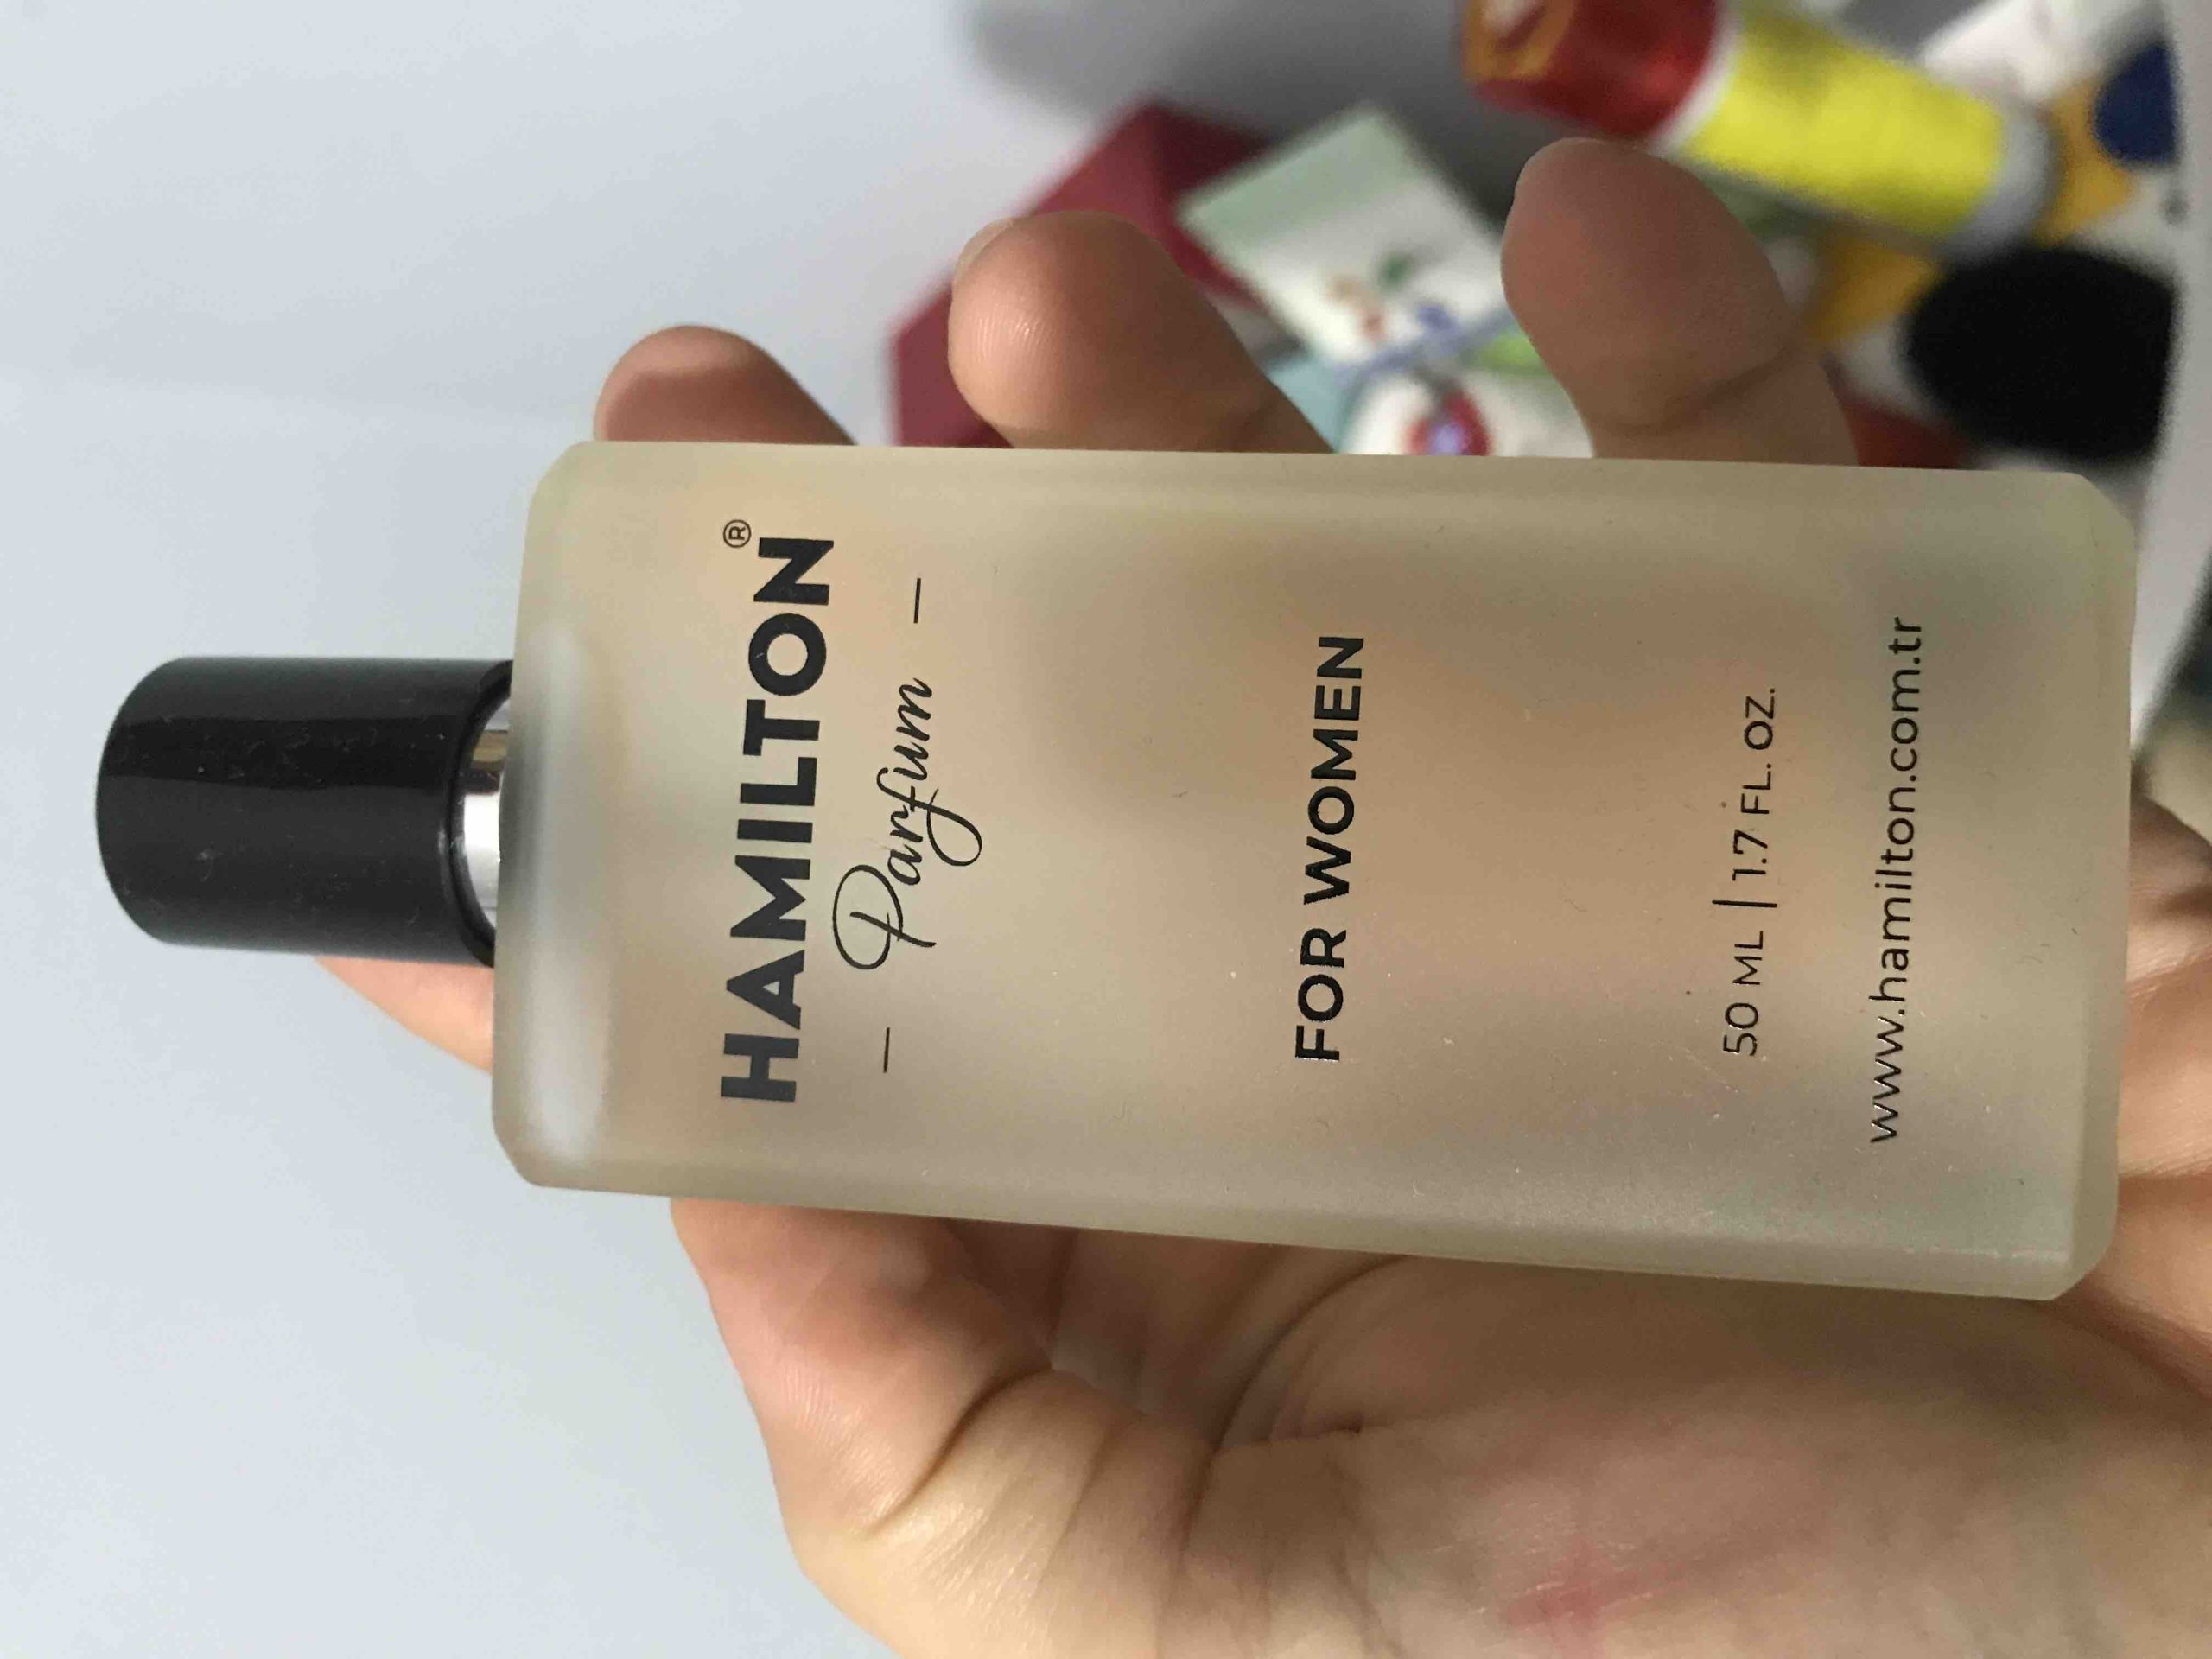 HAMILTON®
— Parfum —
FOR WOMEN
50 ML | 1.7 FL. OZ.
www.hamilton.com.tr